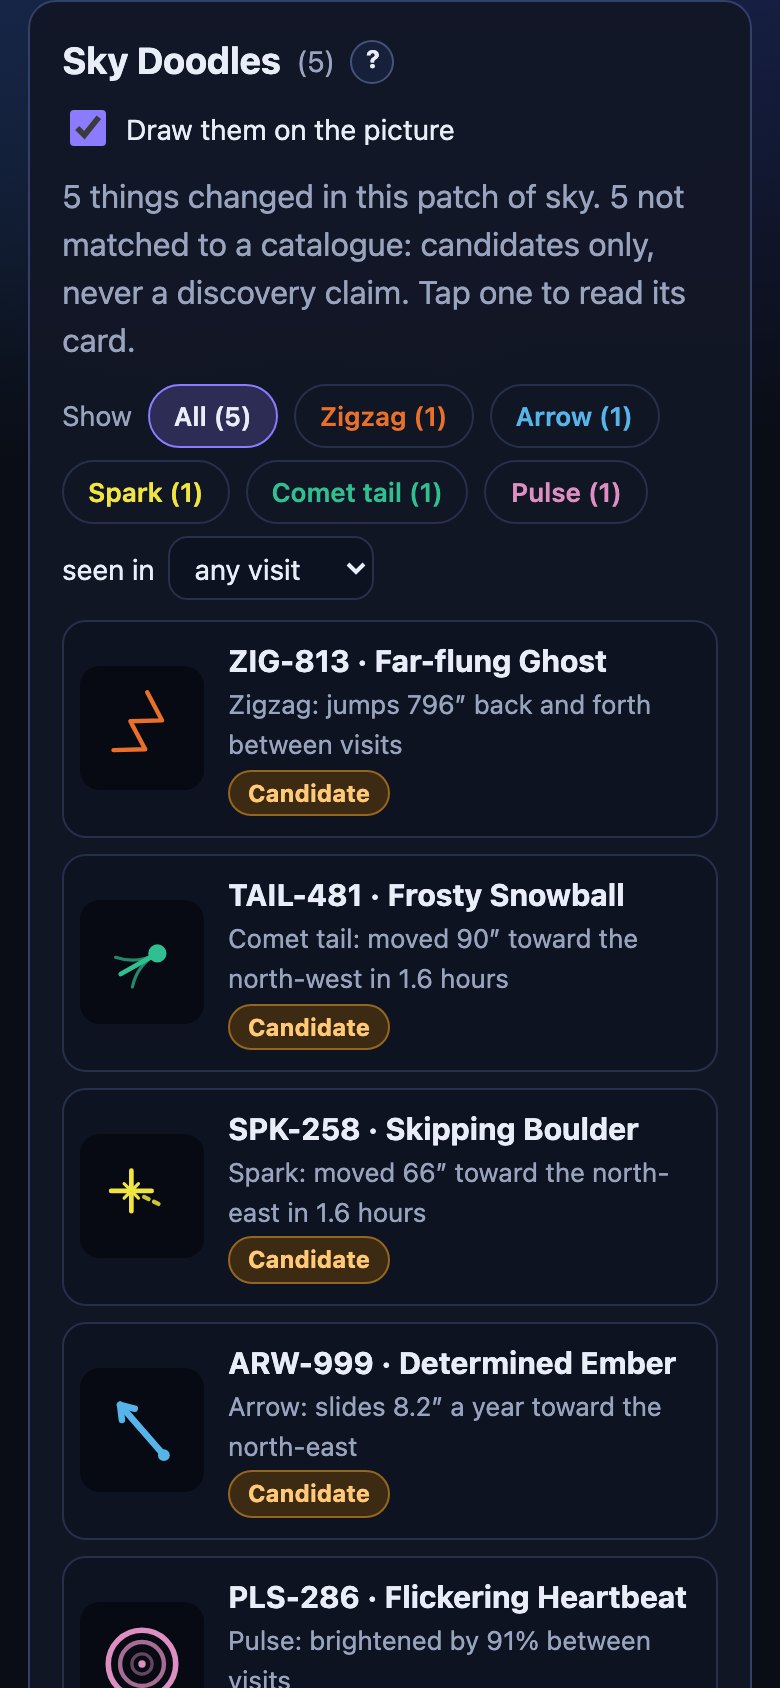 Sky Doodles (5) ?
Draw them on the picture
5 things changed in this patch of sky. 5 not
matched to a catalogue: candidates only,
never a discovery claim. Tap one to read its
card.
Show All (5) Zigzag (1) Arrow (1)
Spark (1) Comet tail (1) Pulse (1)
seen in any visit
ZIG-813 · Far-flung Ghost
Zigzag: jumps 796″ back and forth
between visits
Candidate
TAIL-481 · Frosty Snowball
Comet tail: moved 90″ toward the
north-west in 1.6 hours
Candidate
SPK-258 · Skipping Boulder
Spark: moved 66″ toward the north-
east in 1.6 hours
Candidate
ARW-999 · Determined Ember
Arrow: slides 8.2″ a year toward the
north-east
Candidate
PLS-286 · Flickering Heartbeat
Pulse: brightened by 91% between
visits